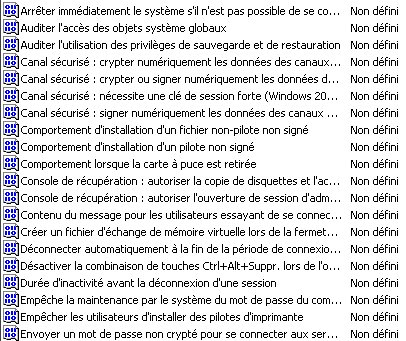 Arrêter immédiatement le système s'il n'est pas possible de se co... Non défini
Auditer l'accès des objets système globaux Non défini
Auditer l'utilisation des privilèges de sauvegarde et de restauration Non défini
Canal sécurisé : crypter numériquement les données des canaux... Non défini
Canal sécurisé : crypter ou signer numériquement les données d... Non défini
Canal sécurisé : nécessite une clé de session forte (Windows 20... Non défini
Canal sécurisé : signer numériquement les données des canaux ... Non défini
Comportement d'installation d'un fichier non-pilote non signé Non défini
Comportement d'installation d'un pilote non signé Non défini
Comportement lorsque la carte à puce est retirée Non défini
Console de récupération : autoriser la copie de disquettes et l'ac... Non défini
Console de récupération : autoriser l'ouverture de session d'adm... Non défini
Contenu du message pour les utilisateurs essayant de se connec... Non défini
Créer un fichier d'échange de mémoire virtuelle lors de la fermet... Non défini
Déconnecter automatiquement à la fin de la période de connexio... Non défini
Désactiver la combinaison de touches Ctrl+Alt+Suppr. lors de l'o... Non défini
Durée d'inactivité avant la déconnexion d'une session Non défini
Empêche la maintenance par le système du mot de passe du com... Non défini
Empêcher les utilisateurs d'installer des pilotes d'imprimante Non défini
Envoyer un mot de passe non crypté pour se connecter aux ser... Non défini